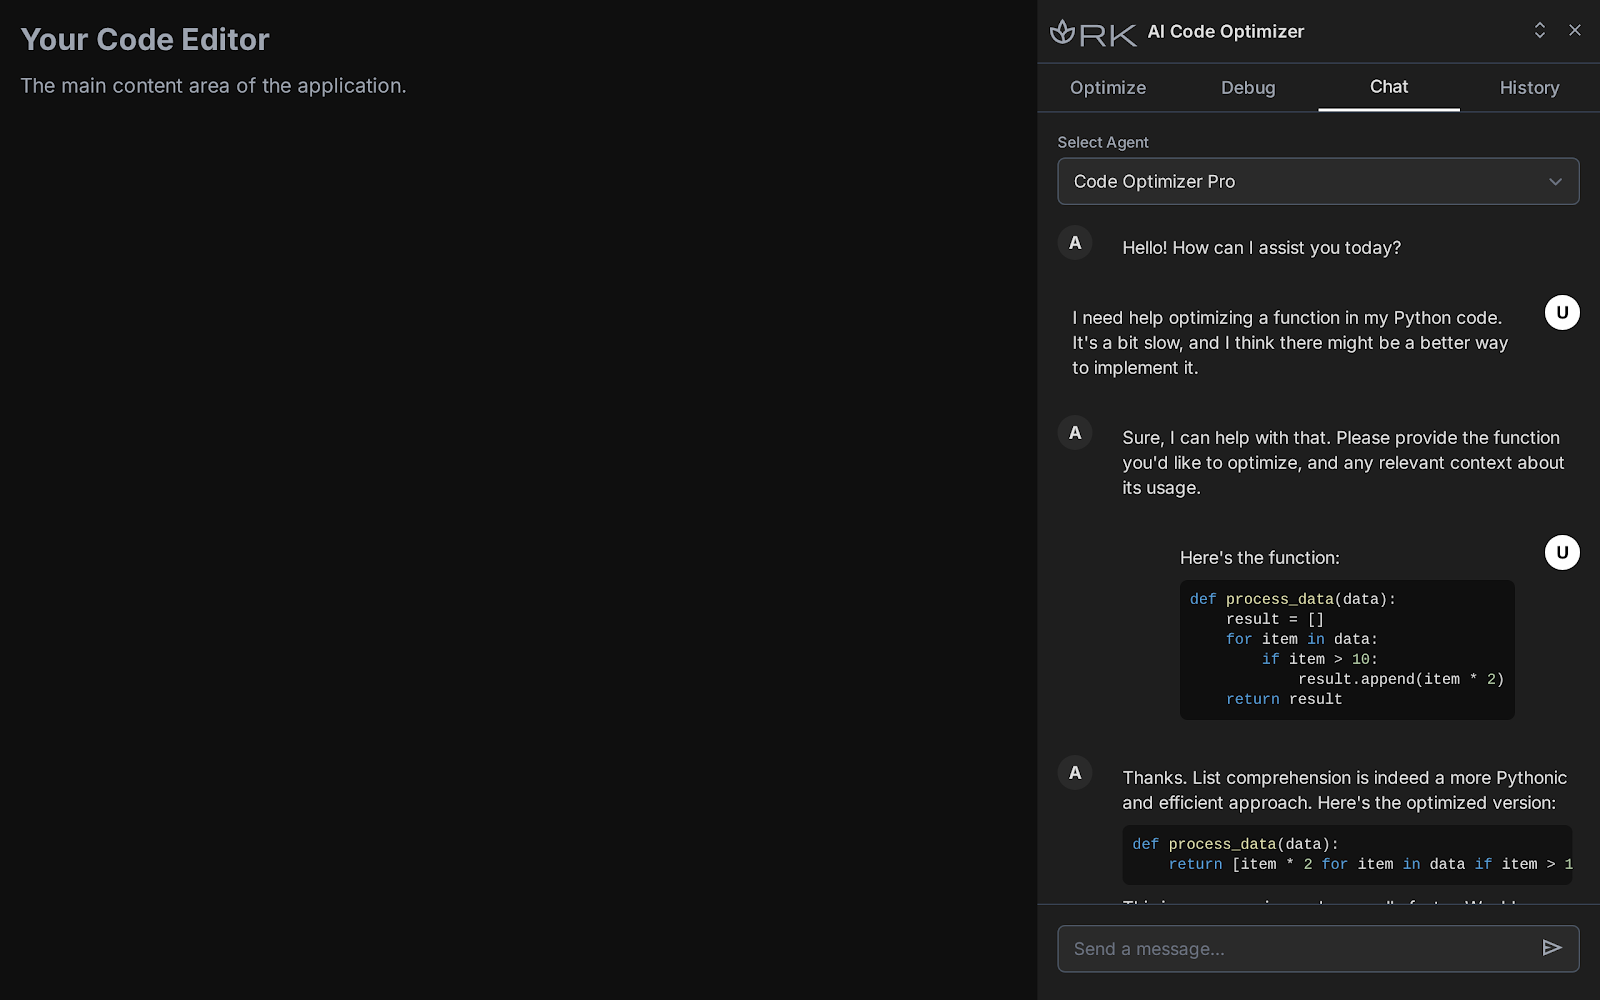 Your Code Editor
The main content area of the application.
RK AI Code Optimizer
Optimize Debug Chat History
Select Agent
Code Optimizer Pro
A Hello! How can I assist you today?
I need help optimizing a function in my Python code. U
It's a bit slow, and I think there might be a better way
to implement it.
A Sure, I can help with that. Please provide the function
you'd like to optimize, and any relevant context about
its usage.
Here's the function: U
def process_data(data):
    result = []
    for item in data:
        if item > 10:
            result.append(item * 2)
    return result
A Thanks. List comprehension is indeed a more Pythonic
and efficient approach. Here's the optimized version:
def process_data(data):
    return [item * 2 for item in data if item > 1
Send a message...